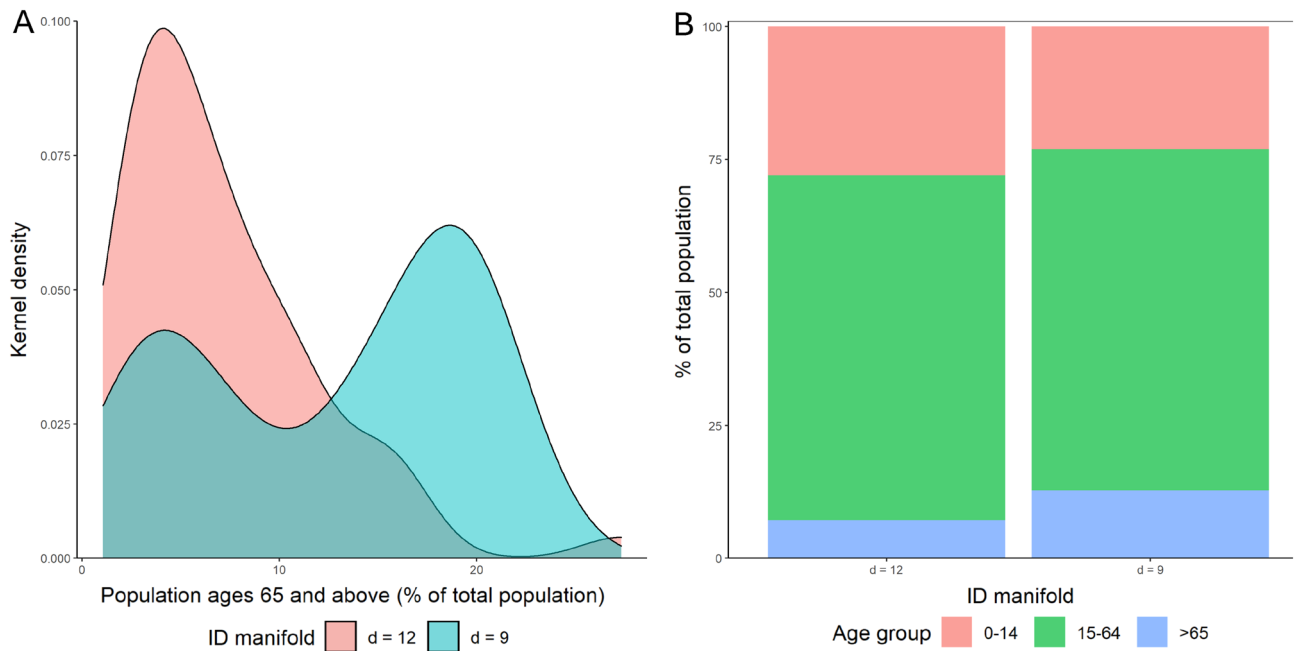 A
Kernel density
0.100
0.075
0.050
0.025
0.000
0
10
20
Population ages 65 and above (% of total population)
ID manifold d = 12 d = 9
B
% of total population
100
75
50
25
0
d = 12
d = 9
ID manifold
Age group 0-14 15-64 >65